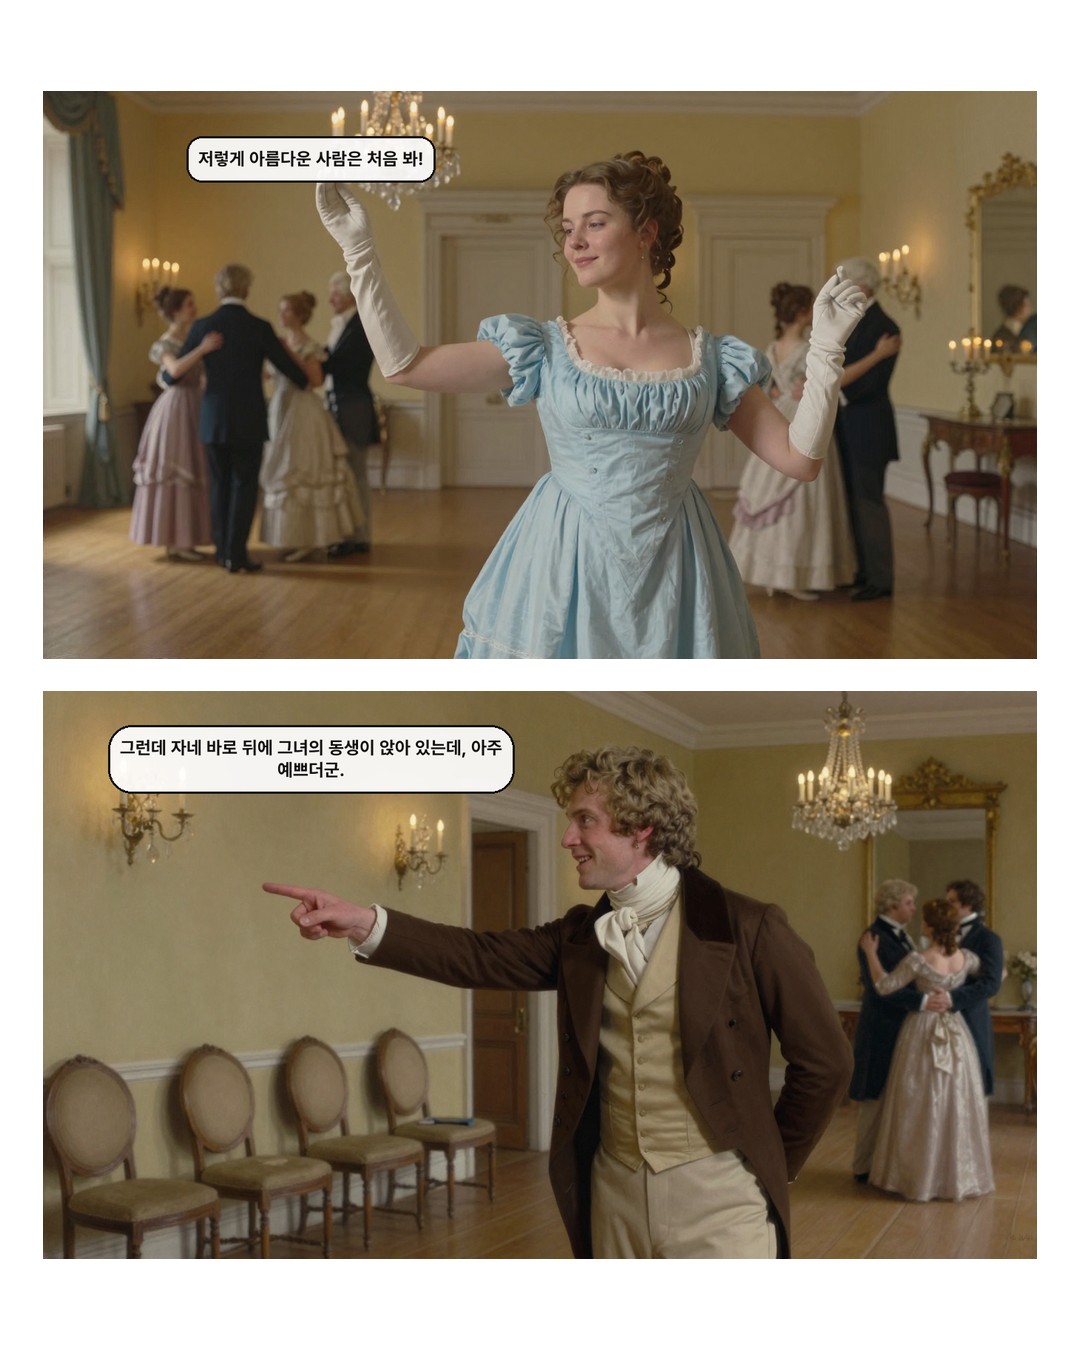 저렇게 아름다운 사람은 처음 봐!
그런데 자네 바로 뒤에 그녀의 동생이 앉아 있는데, 아주
예쁘더군.